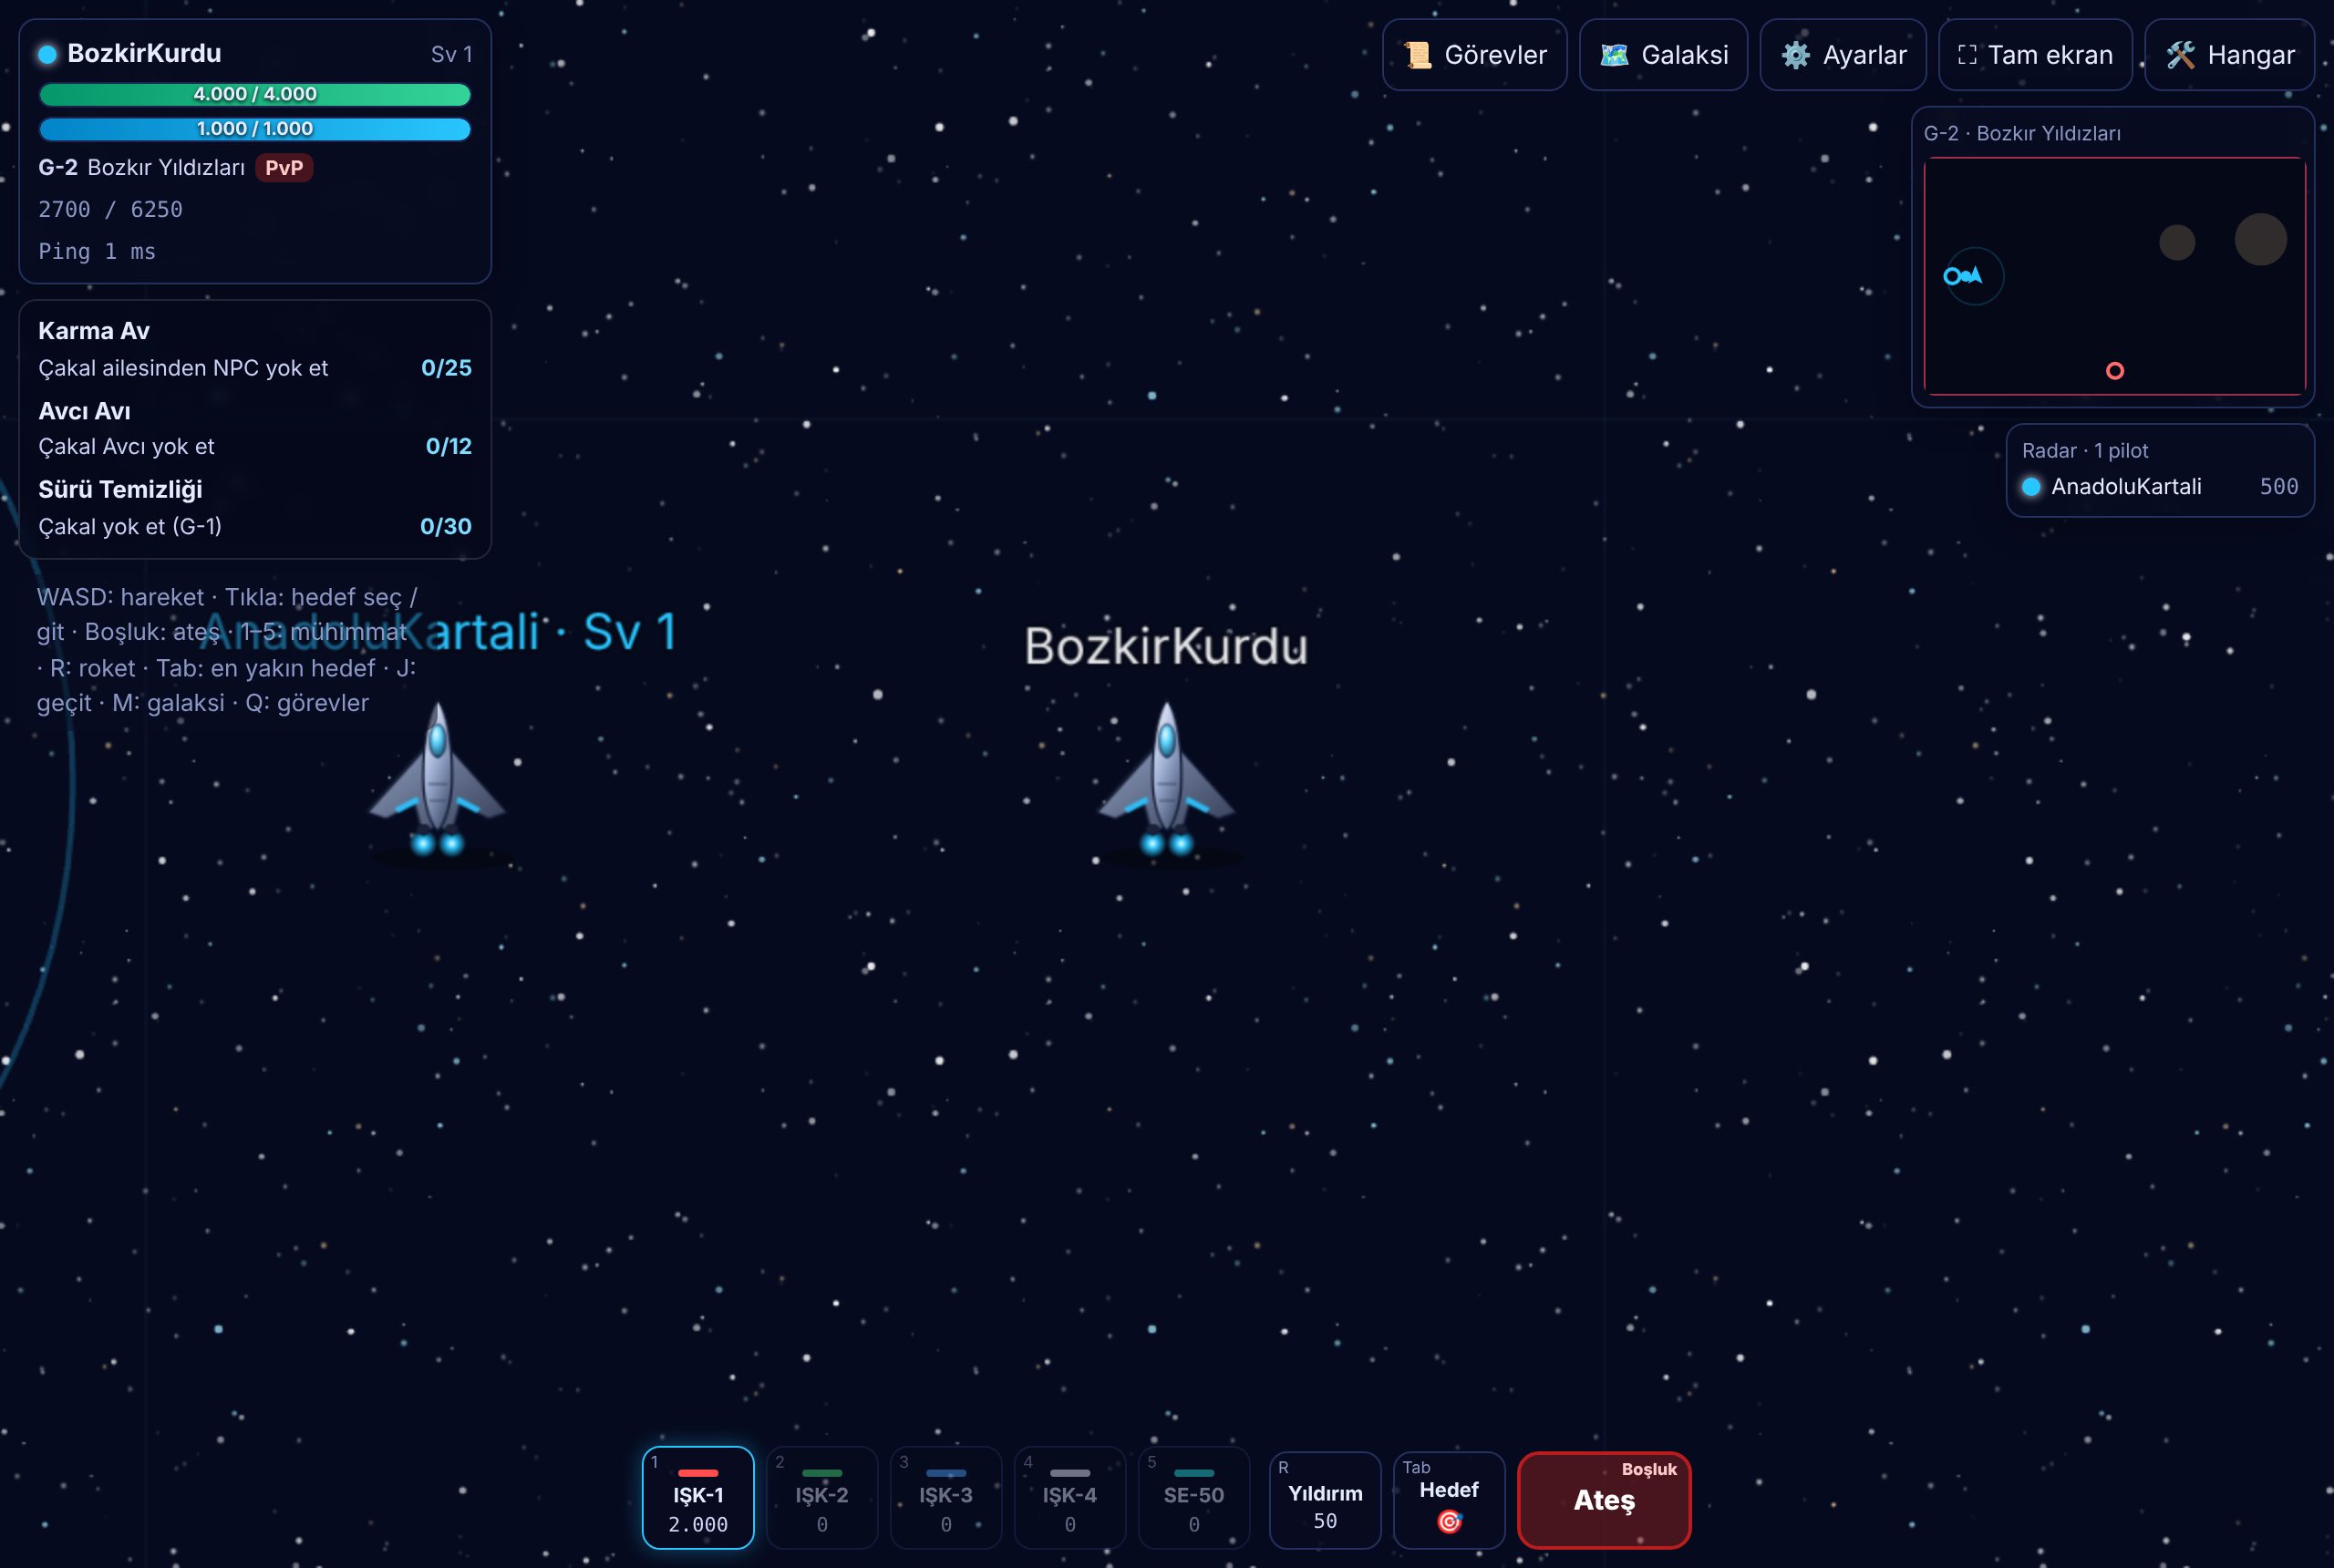 BozkirKurdu Sv 1
4.000 / 4.000
1.000 / 1.000
G-2 Bozkır Yıldızları PvP
2700 / 6250
Ping 1 ms
Karma Av
Çakal ailesinden NPC yok et 0/25
Avcı Avı
Çakal Avcı yok et 0/12
Sürü Temizliği
Çakal yok et (G-1) 0/30
WASD: hareket · Tıkla: hedef seç /
git · Boşluk: ateş · 1–5: mühimmat
· R: roket · Tab: en yakın hedef · J:
geçit · M: galaksi · Q: görevler
Görevler
Galaksi
Ayarlar
Tam ekran
Hangar
G-2 · Bozkır Yıldızları
Radar · 1 pilot
AnadoluKartali 500
AnadoluKartali · Sv 1
BozkirKurdu
1
IŞK-1
2.000
2
IŞK-2
0
3
IŞK-3
0
4
IŞK-4
0
5
SE-50
0
R
Yıldırım
50
Tab
Hedef
Boşluk
Ateş